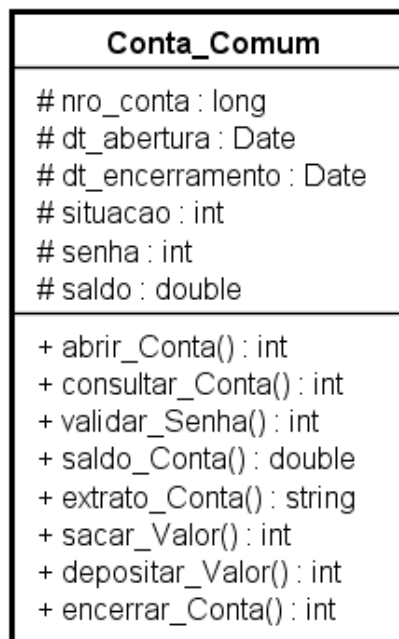 Conta_Comum
# nro_conta : long
# dt_abertura : Date
# dt_encerramento : Date
# situacao : int
# senha : int
# saldo : double
+ abrir_Conta() : int
+ consultar_Conta() : int
+ validar_Senha() : int
+ saldo_Conta() : double
+ extrato_Conta() : string
+ sacar_Valor() : int
+ depositar_Valor() : int
+ encerrar_Conta() : int